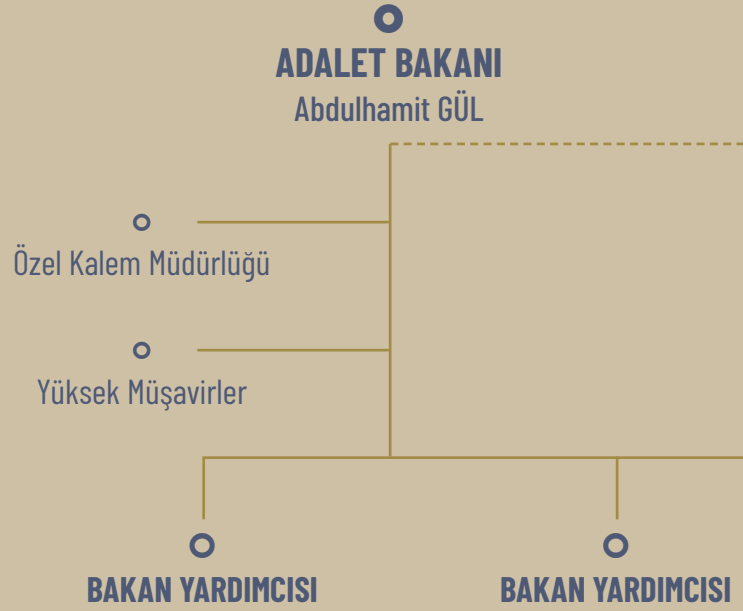 ADALET BAKANI
Abdulhamit GÜL
Özel Kalem Müdürlüğü
Yüksek Müşavirler
BAKAN YARDIMCISI
BAKAN YARDIMCISI